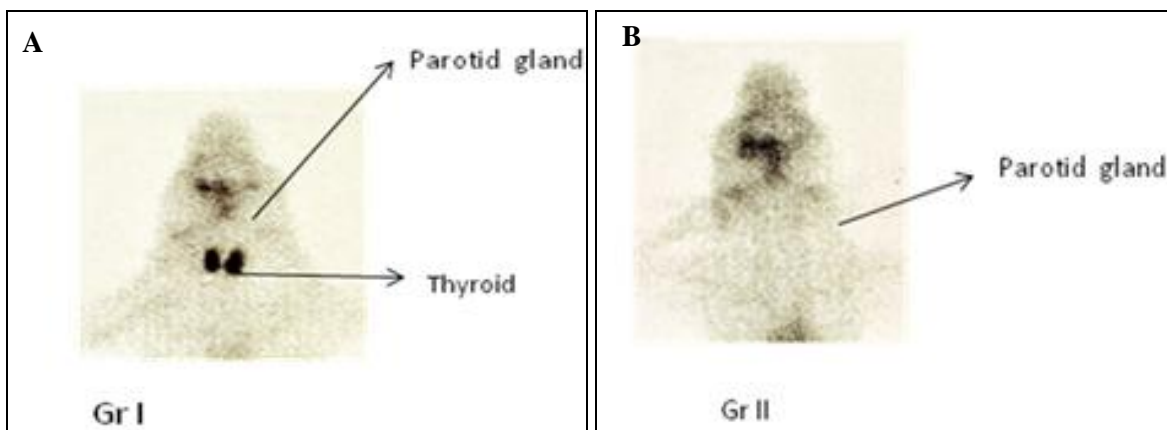 A
Parotid gland
Thyroid
Gr I
B
Parotid gland
Gr II